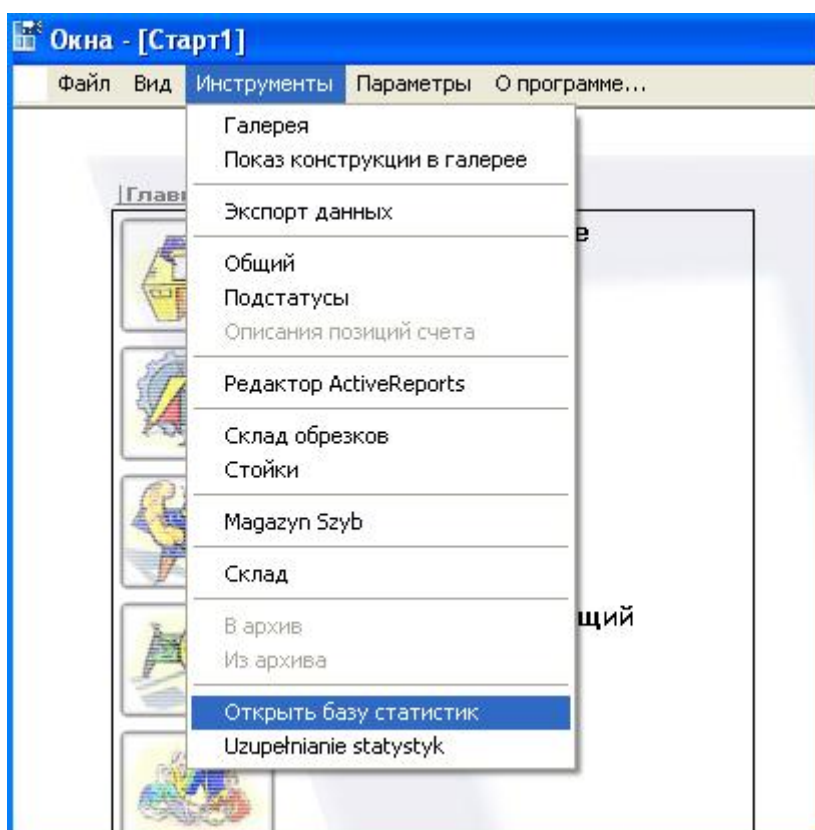 Окна - [Старт1]
Файл Вид Инструменты Параметры О программе...
Галерея
Показ конструкции в галерее
Экспорт данных
Общий
Подстатусы
Описания позиций счета
Редактор ActiveReports
Склад обрезков
Стойки
Magazyn Szyb
Склад
В архив
Из архива
Открыть базу статистик
Uzupełnianie statystyk